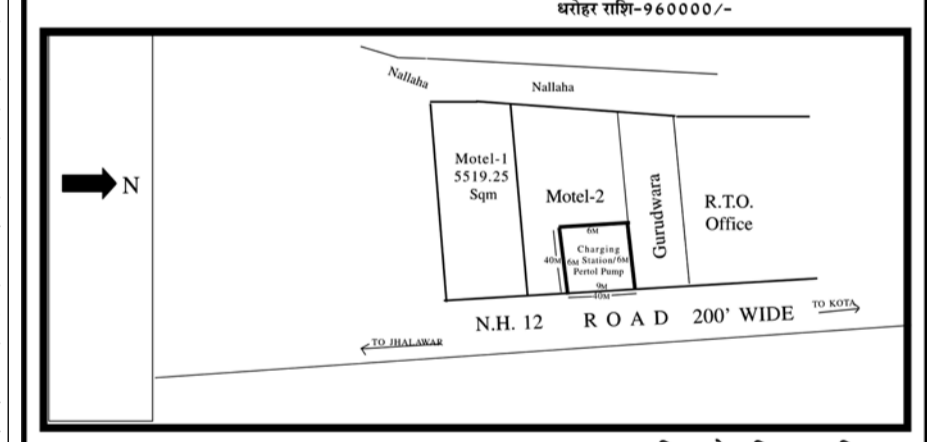 धरोहर राशि-960000/-
Nallaha
Nallaha
N
Motel-1
5519.25
Sqm
Motel-2
Gurudwara
R.T.O.
Office
6M
Charging
40M 6M Station/6M
Pertol Pump
9M
40M
N.H. 12 ROAD 200' WIDE
TO KOTA
TO JHALAWAR